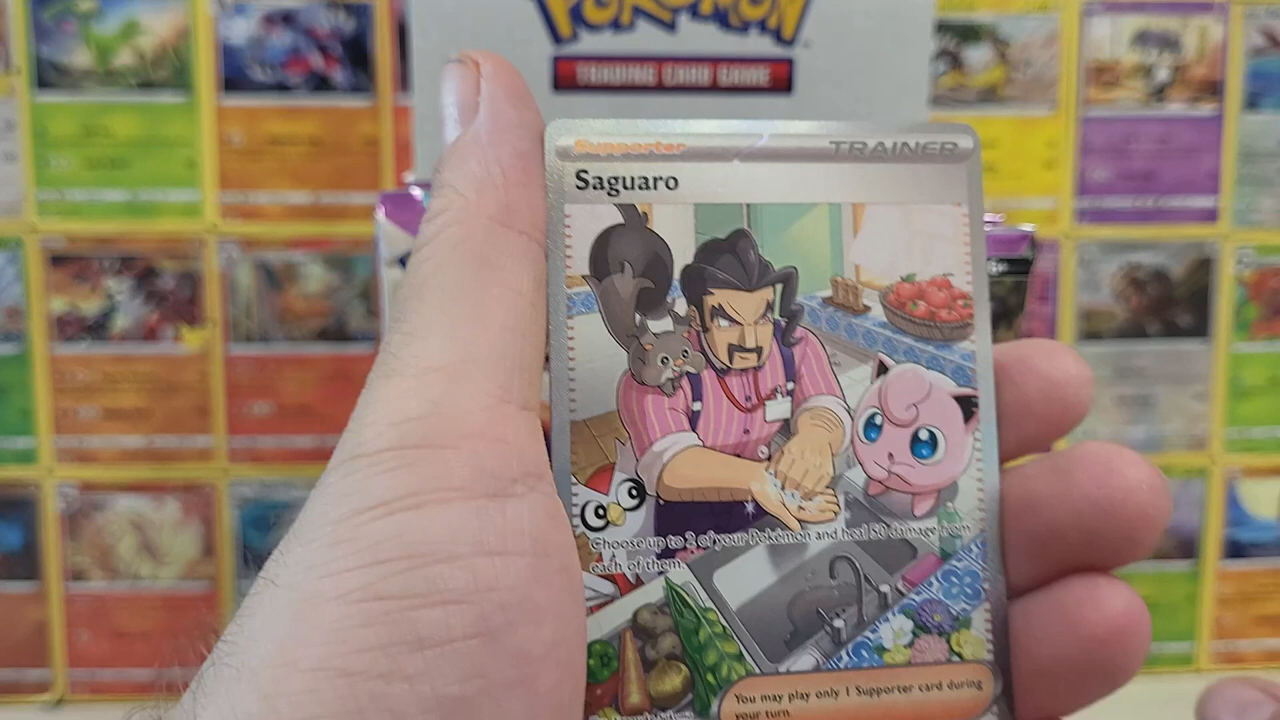 POKÉMON
TRADING CARD GAME
Supporter TRAINER
Saguaro
Choose up to 2 of your Pokémon and heal 50 damage from
each of them.
You may play only 1 Supporter card during
your turn.